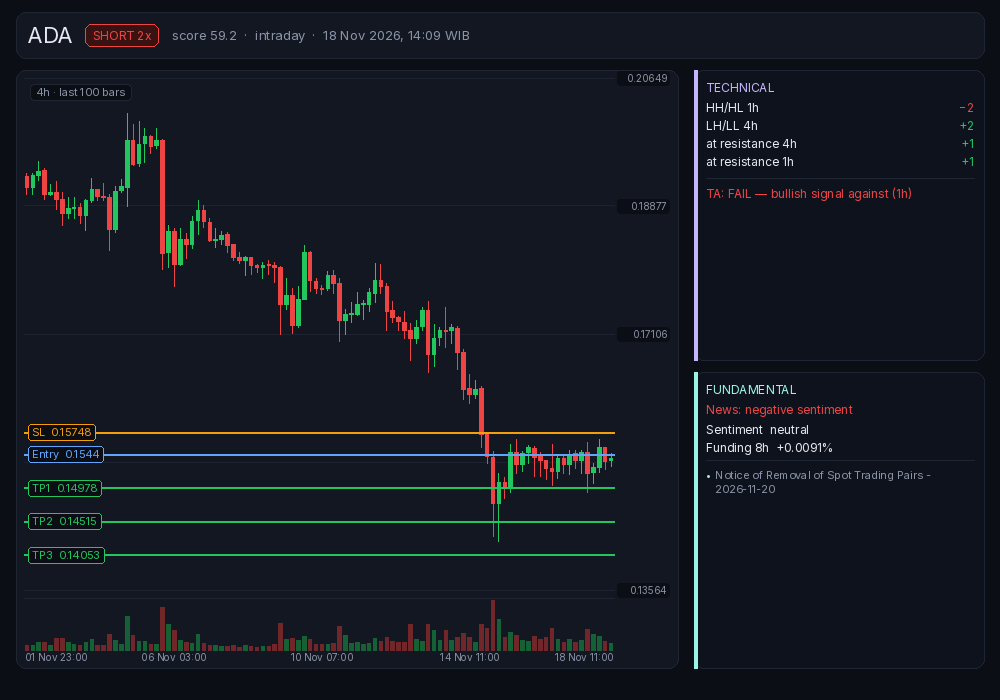 ADA SHORT 2x score 59.2 · intraday · 18 Nov 2026, 14:09 WIB
4h · last 100 bars
0.20649
0.18877
0.17106
0.13564
SL 0.15748
Entry 0.1544
TP1 0.14978
TP2 0.14515
TP3 0.14053
01 Nov 23:00 06 Nov 03:00 10 Nov 07:00 14 Nov 11:00 18 Nov 11:00
TECHNICAL
HH/HL 1h −2
LH/LL 4h +2
at resistance 4h +1
at resistance 1h +1
TA: FAIL — bullish signal against (1h)
FUNDAMENTAL
News: negative sentiment
Sentiment neutral
Funding 8h +0.0091%
• Notice of Removal of Spot Trading Pairs -
2026-11-20